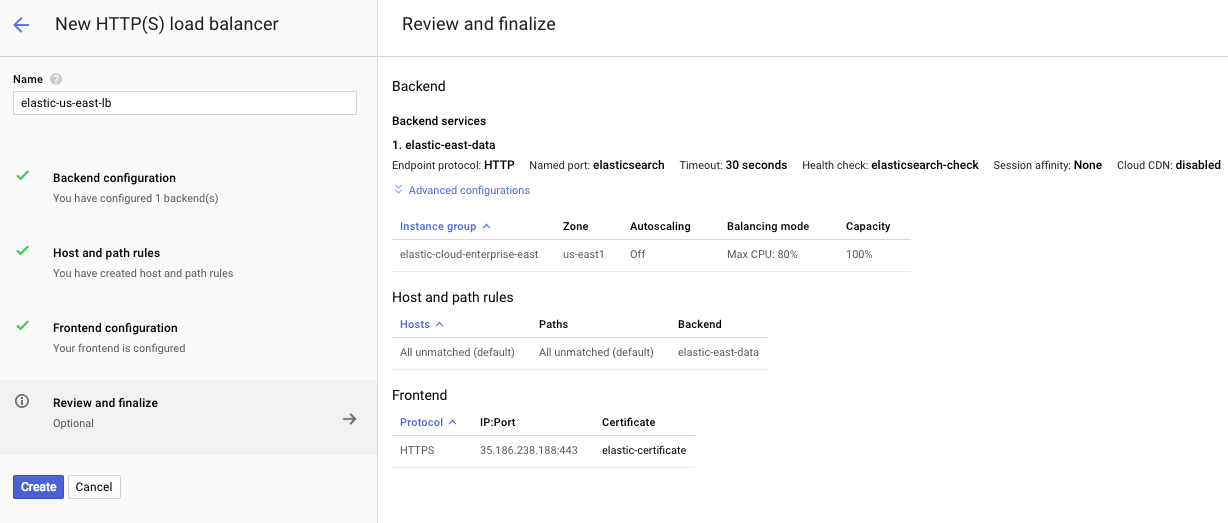 New HTTP(S) load balancer
Name
elastic-us-east-lb
Backend configuration
You have configured 1 backend(s)
Host and path rules
You have created host and path rules
Frontend configuration
Your frontend is configured
Review and finalize
Optional
Create Cancel
Review and finalize
Backend
Backend services
1. elastic-east-data
Endpoint protocol: HTTP Named port: elasticsearch Timeout: 30 seconds Health check: elasticsearch-check Session affinity: None Cloud CDN: disabled
Advanced configurations
Instance group Zone Autoscaling Balancing mode Capacity
elastic-cloud-enterprise-east us-east1 Off Max CPU: 80% 100%
Host and path rules
Hosts Paths Backend
All unmatched (default) All unmatched (default) elastic-east-data
Frontend
Protocol IP:Port Certificate
HTTPS 35.186.238.188:443 elastic-certificate